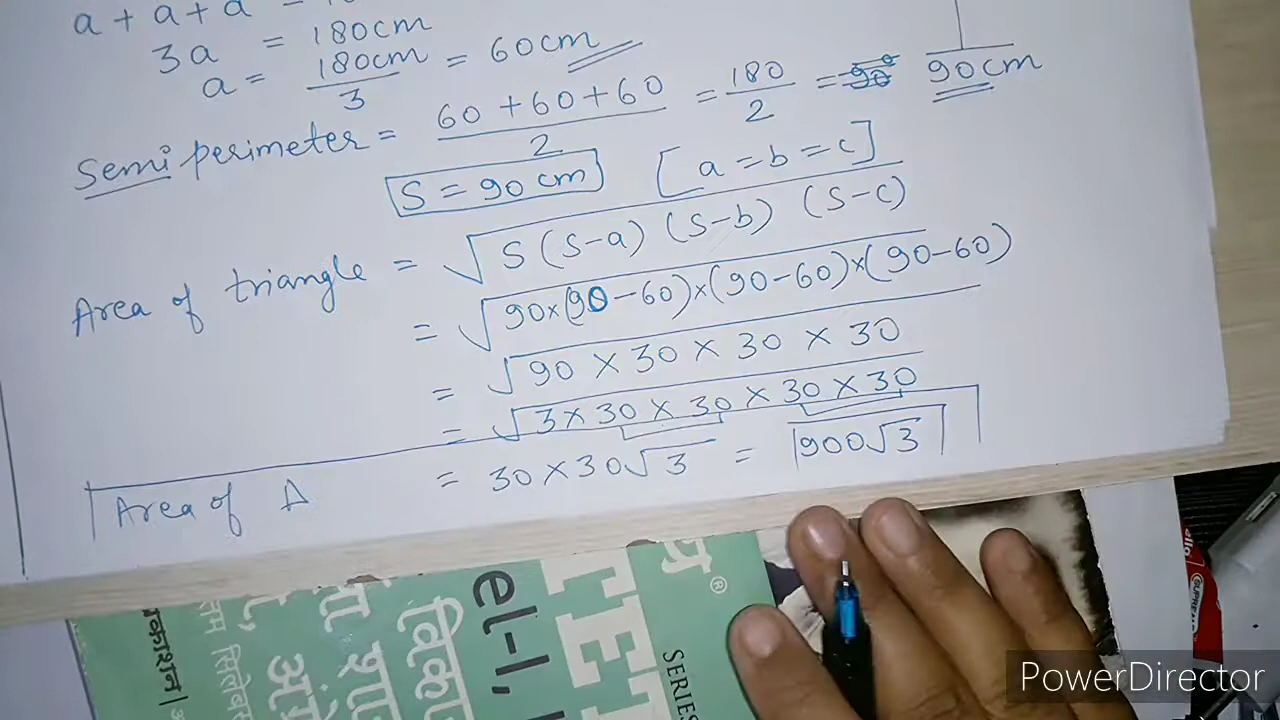 a + a + a =
3a = 180cm
a = 180cm / 3 = 60cm
Semi perimeter = 60 + 60 + 60 / 2 = 180 / 2 = 90cm
S = 90 cm [a = b = c]
Area of triangle = √S (S-a) (S-b) (S-c)
= √90×(90-60)×(90-60)×(90-60)
= √90 × 30 × 30 × 30
= √3 × 30 × 30 × 30 × 30
= 30 × 30√3 = 900√3
Area of Δ
el-I,
TET
SERIES
®
PowerDirector